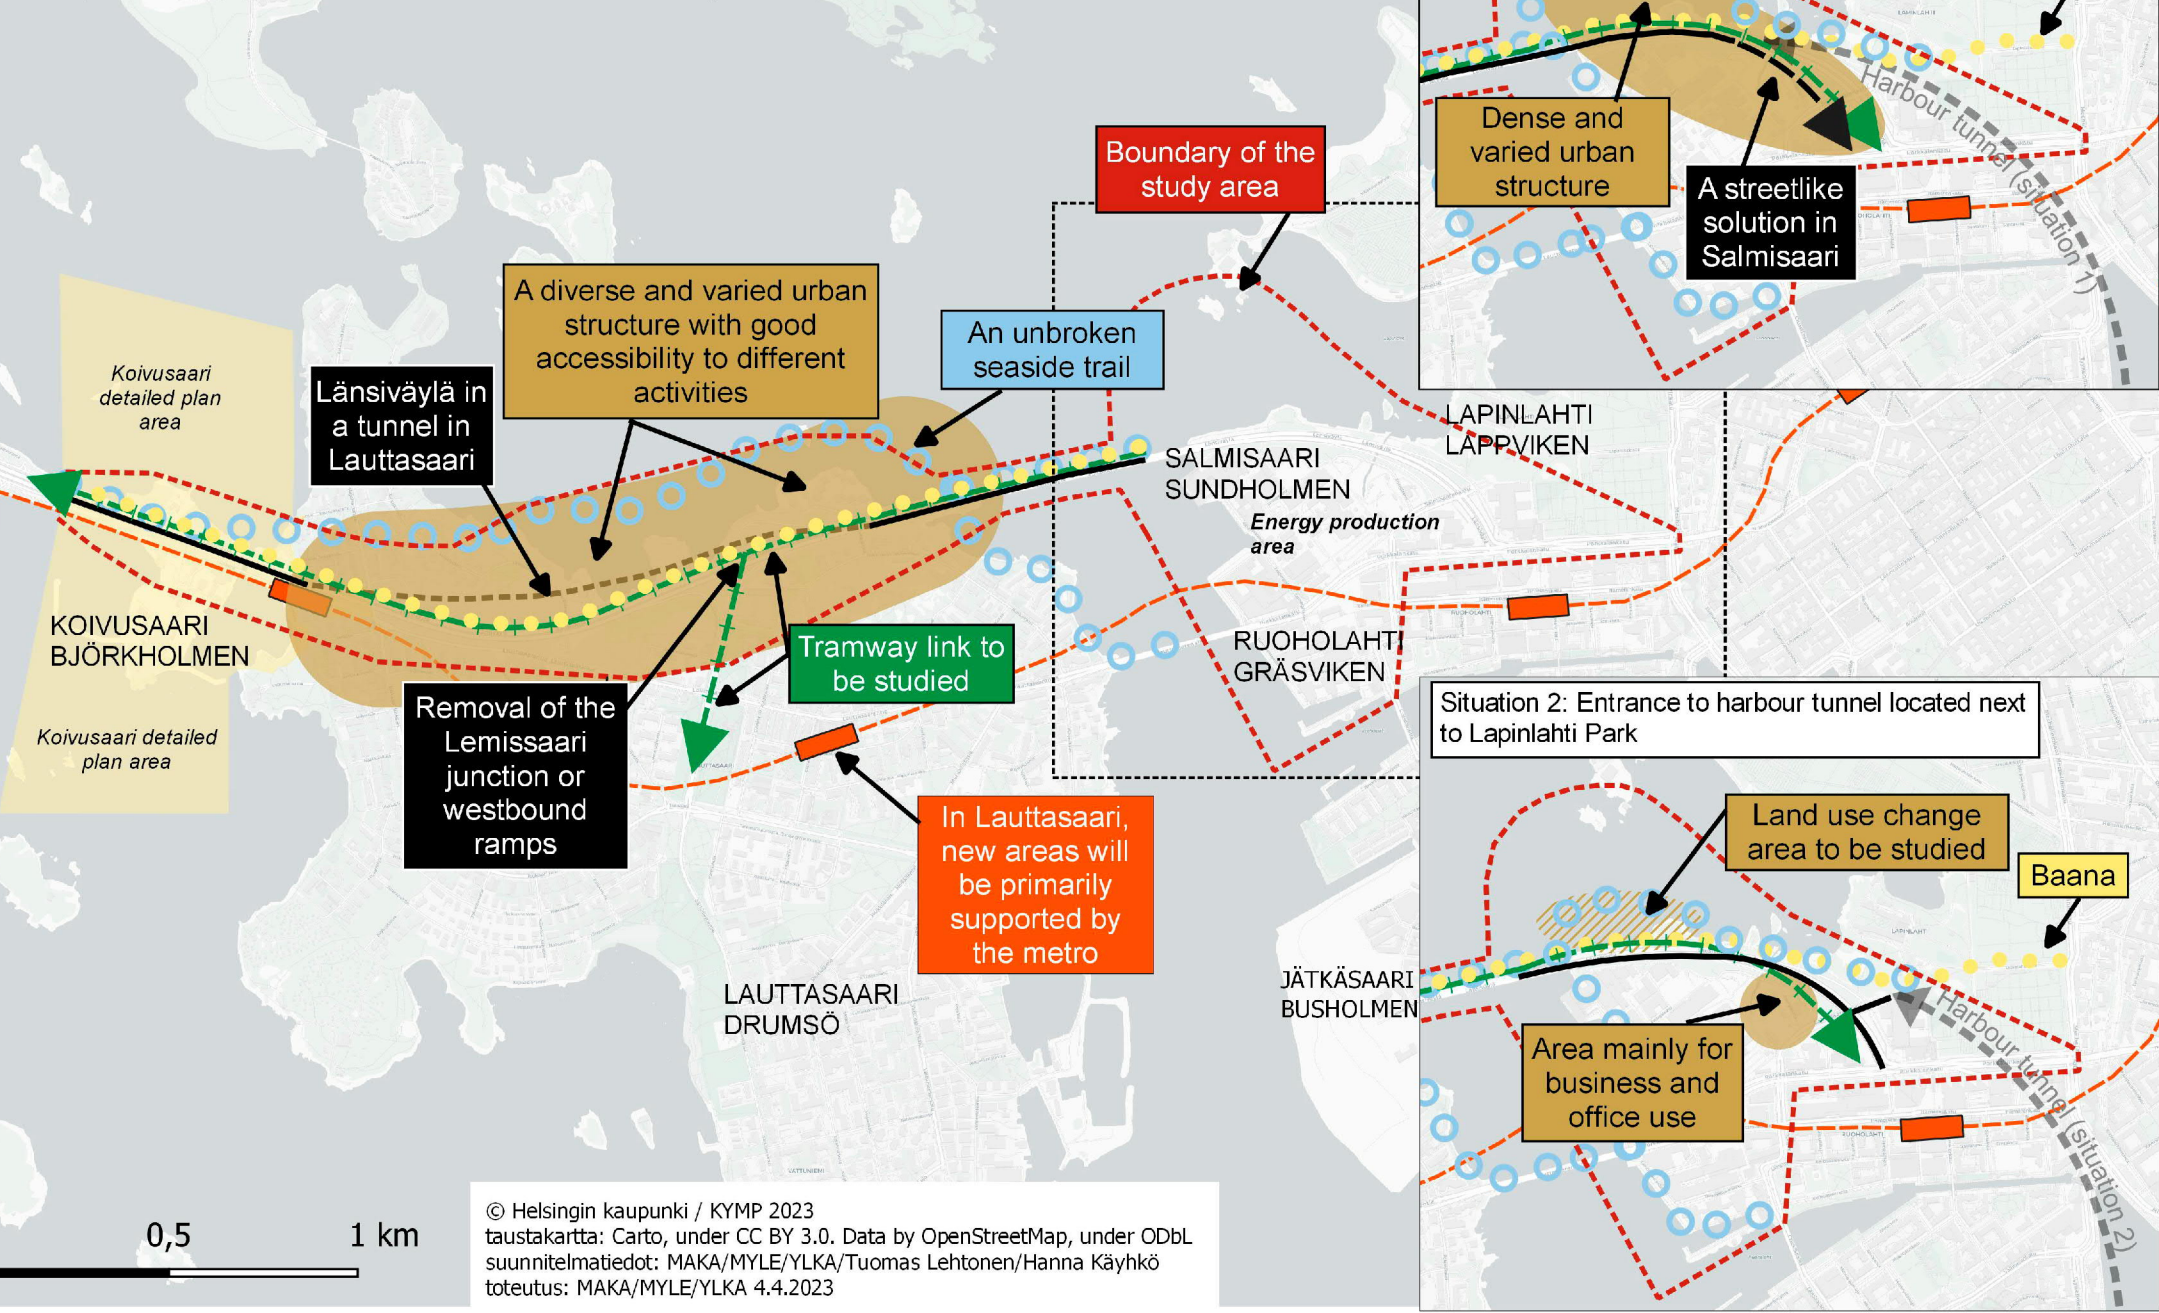 Boundary of the
study area
Dense and
varied urban
structure
A streetlike
solution in
Salmisaari
Harbour tunnel (situation 1)
A diverse and varied urban
structure with good
accessibility to different
activities
An unbroken
seaside trail
Koivusaari
detailed plan
area
Länsiväylä in
a tunnel in
Lauttasaari
LAPINLAHTI
LAPPVIKEN
SALMISAARI
SUNDHOLMEN
Energy production
area
KOIVUSAARI
BJÖRKHOLMEN
RUOHOLAHTI
GRÄSVIKEN
Tramway link to
be studied
Koivusaari detailed
plan area
Removal of the
Lemissaari
junction or
westbound
ramps
Situation 2: Entrance to harbour tunnel located next
to Lapinlahti Park
In Lauttasaari,
new areas will
be primarily
supported by
the metro
Land use change
area to be studied
Baana
JÄTKÄSAARI
BUSHOLMEN
LAUTTASAARI
DRUMSÖ
Area mainly for
business and
office use
Harbour tunnel (situation 2)
RUOHOLAHTI
VATTUNIEMI
0,5 1 km
© Helsingin kaupunki / KYMP 2023
taustakartta: Carto, under CC BY 3.0. Data by OpenStreetMap, under ODbL
suunnitelmatiedot: MAKA/MYLE/YLKA/Tuomas Lehtonen/Hanna Käyhkö
toteutus: MAKA/MYLE/YLKA 4.4.2023